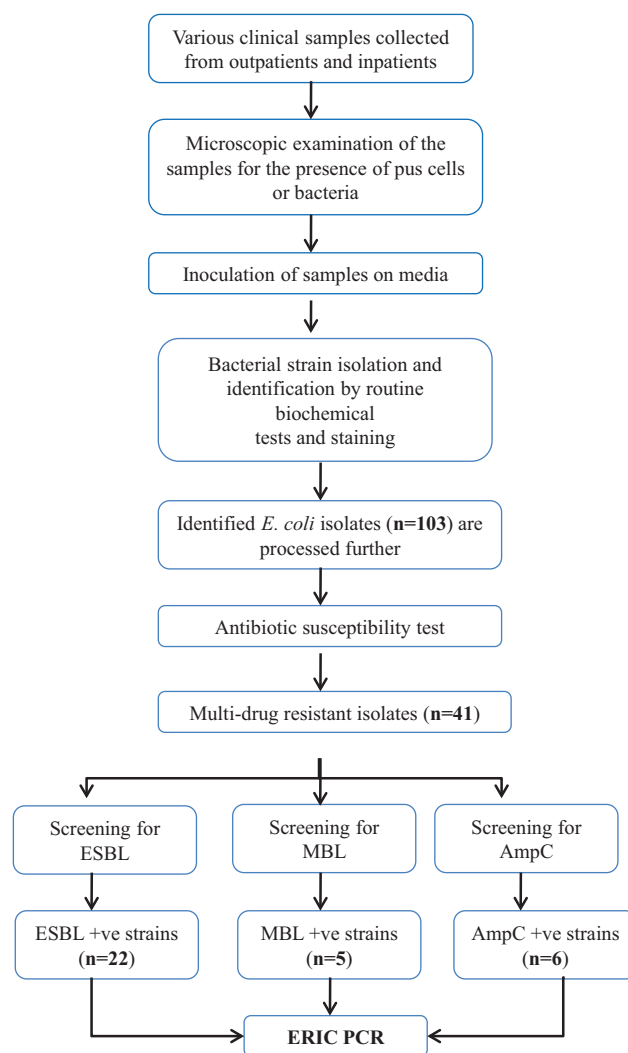 Various clinical samples collected
from outpatients and inpatients
Microscopic examination of the
samples for the presence of pus cells
or bacteria
Inoculation of samples on media
Bacterial strain isolation and
identification by routine
biochemical
tests and staining
Identified E. coli isolates (n=103) are
processed further
Antibiotic susceptibility test
Multi-drug resistant isolates (n=41)
Screening for
ESBL
Screening for
MBL
Screening for
AmpC
ESBL +ve strains
(n=22)
MBL +ve strains
(n=5)
AmpC +ve strains
(n=6)
ERIC PCR